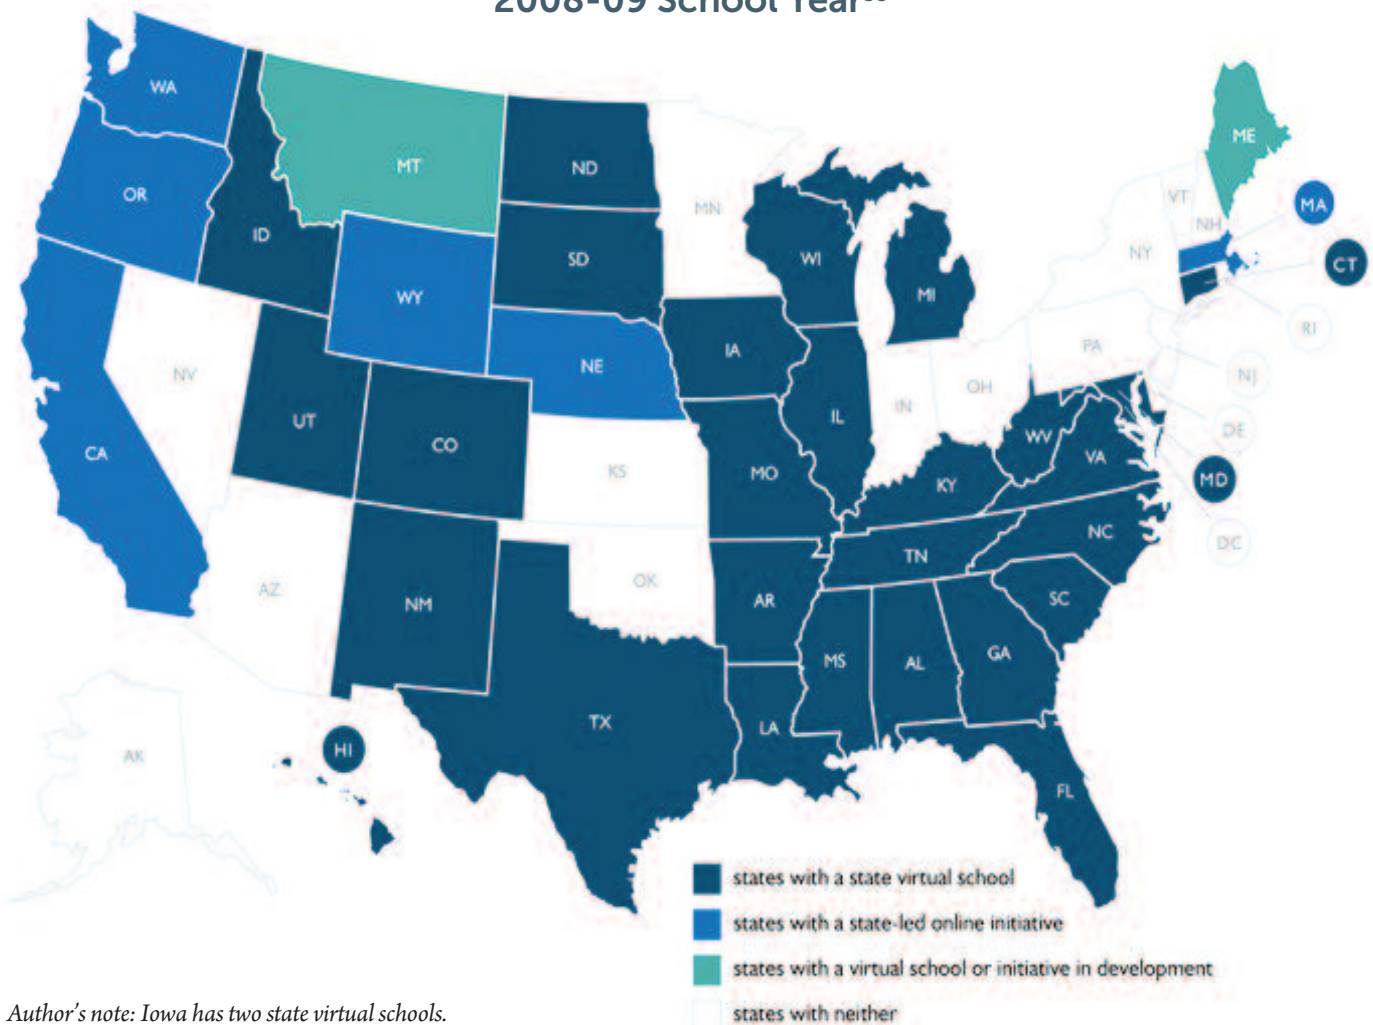 2008-09 School Year
WA
MT
ND
ME
OR
MN
VT
MA
ID
NH
SD
WI
NY
CT
WY
MI
RI
NE
IA
PA
NV
NJ
OH
IN
UT
CO
IL
DE
CA
KS
MO
WV
VA
MD
KY
NC
DC
TN
AZ
OK
NM
AR
SC
MS
AL
GA
TX
LA
HI
AK
FL
states with a state virtual school
states with a state-led online initiative
states with a virtual school or initiative in development
Author's note: Iowa has two state virtual schools.
states with neither